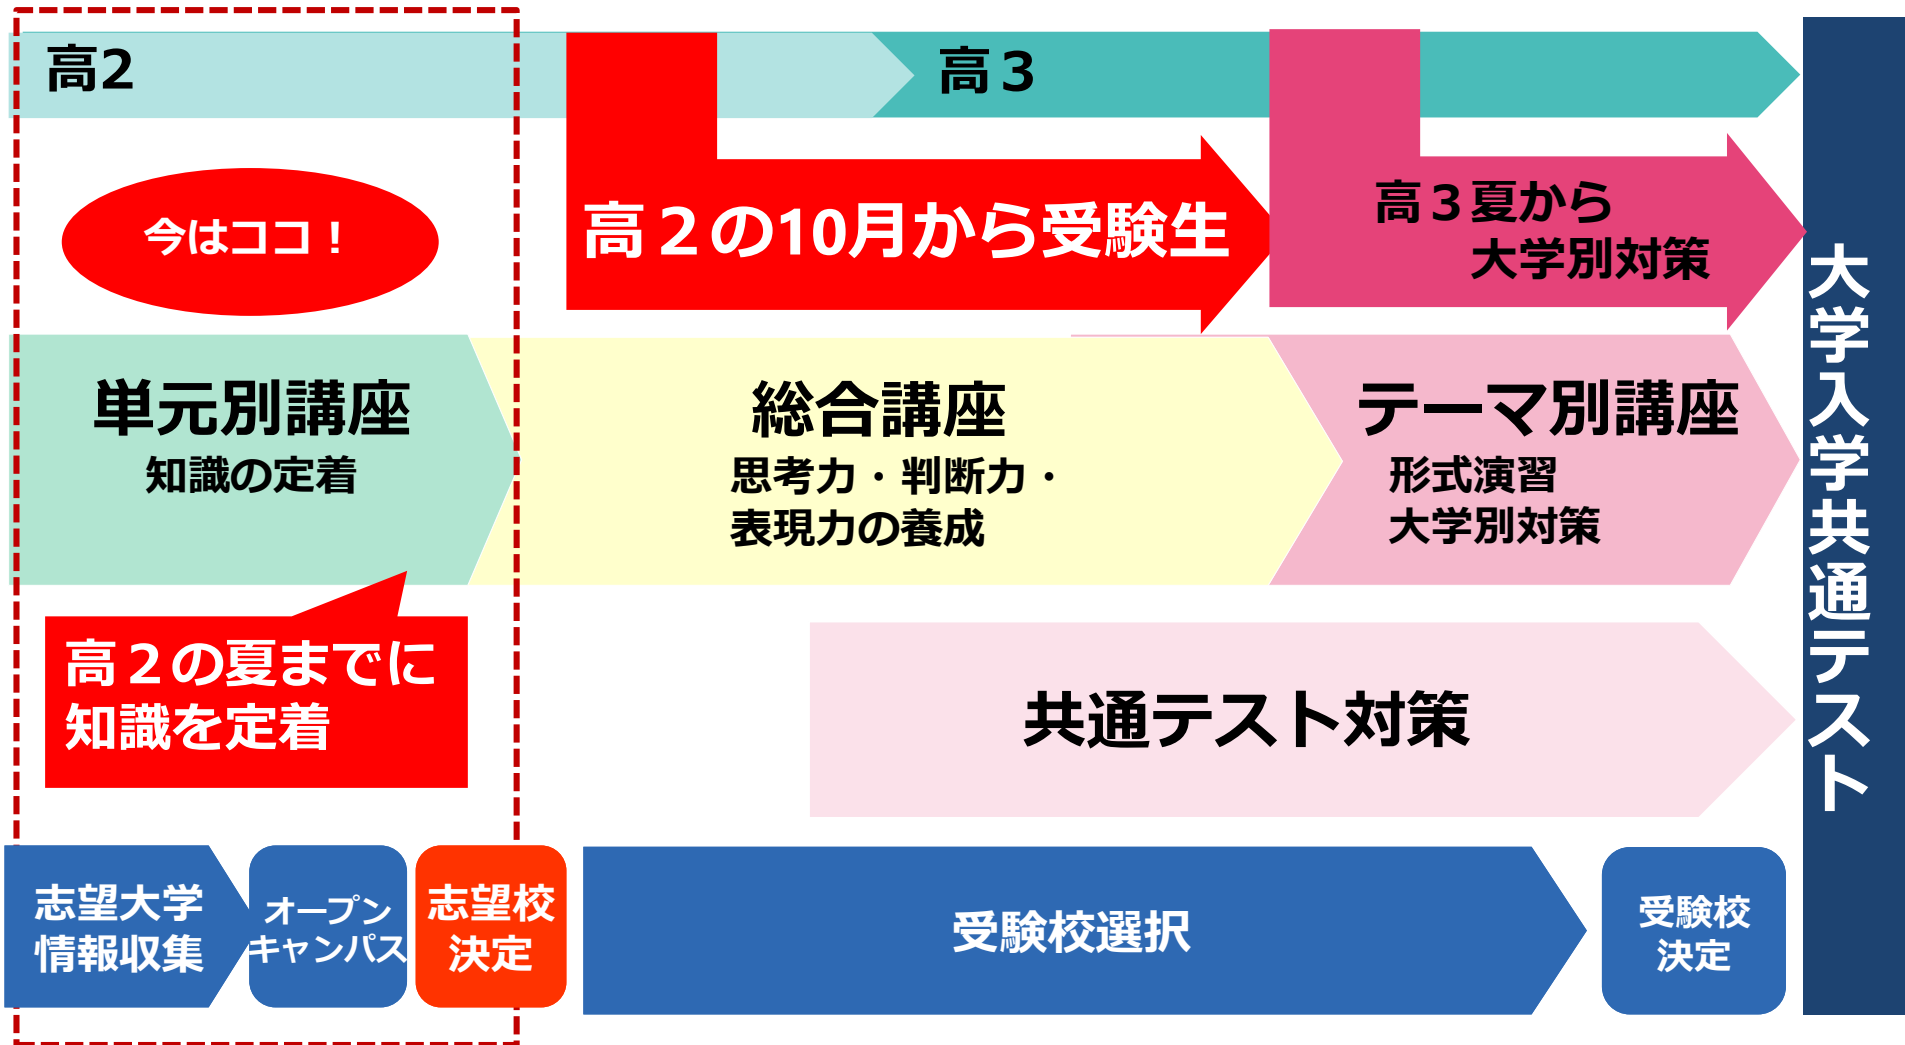 高2
高３
今はココ！
高２の10月から受験生
高３夏から
大学別対策
単元別講座
知識の定着
総合講座
思考力・判断力・
表現力の養成
テーマ別講座
形式演習
大学別対策
高２の夏までに
知識を定着
共通テスト対策
志望大学
情報収集
オープン
キャンパス
志望校
決定
受験校選択
受験校
決定
大学入学共通テスト